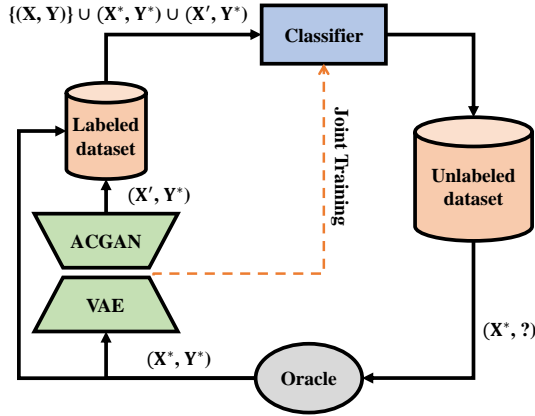 {(X, Y)} ∪ (X*, Y*) ∪ (X′, Y*)
Classifier
Labeled
dataset
Joint Training
Unlabeled
dataset
(X′, Y*)
ACGAN
VAE
(X*, ?)
(X*, Y*)
Oracle